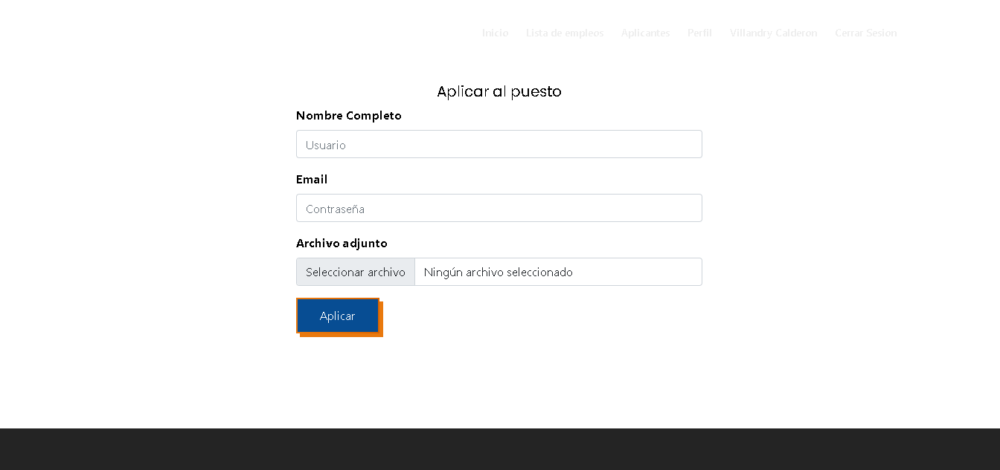 Inicio Lista de empleos Aplicantes Perfil Villandry Calderon Cerrar Sesion
Aplicar al puesto
Nombre Completo
Usuario
Email
Contraseña
Archivo adjunto
Seleccionar archivo Ningún archivo seleccionado
Aplicar